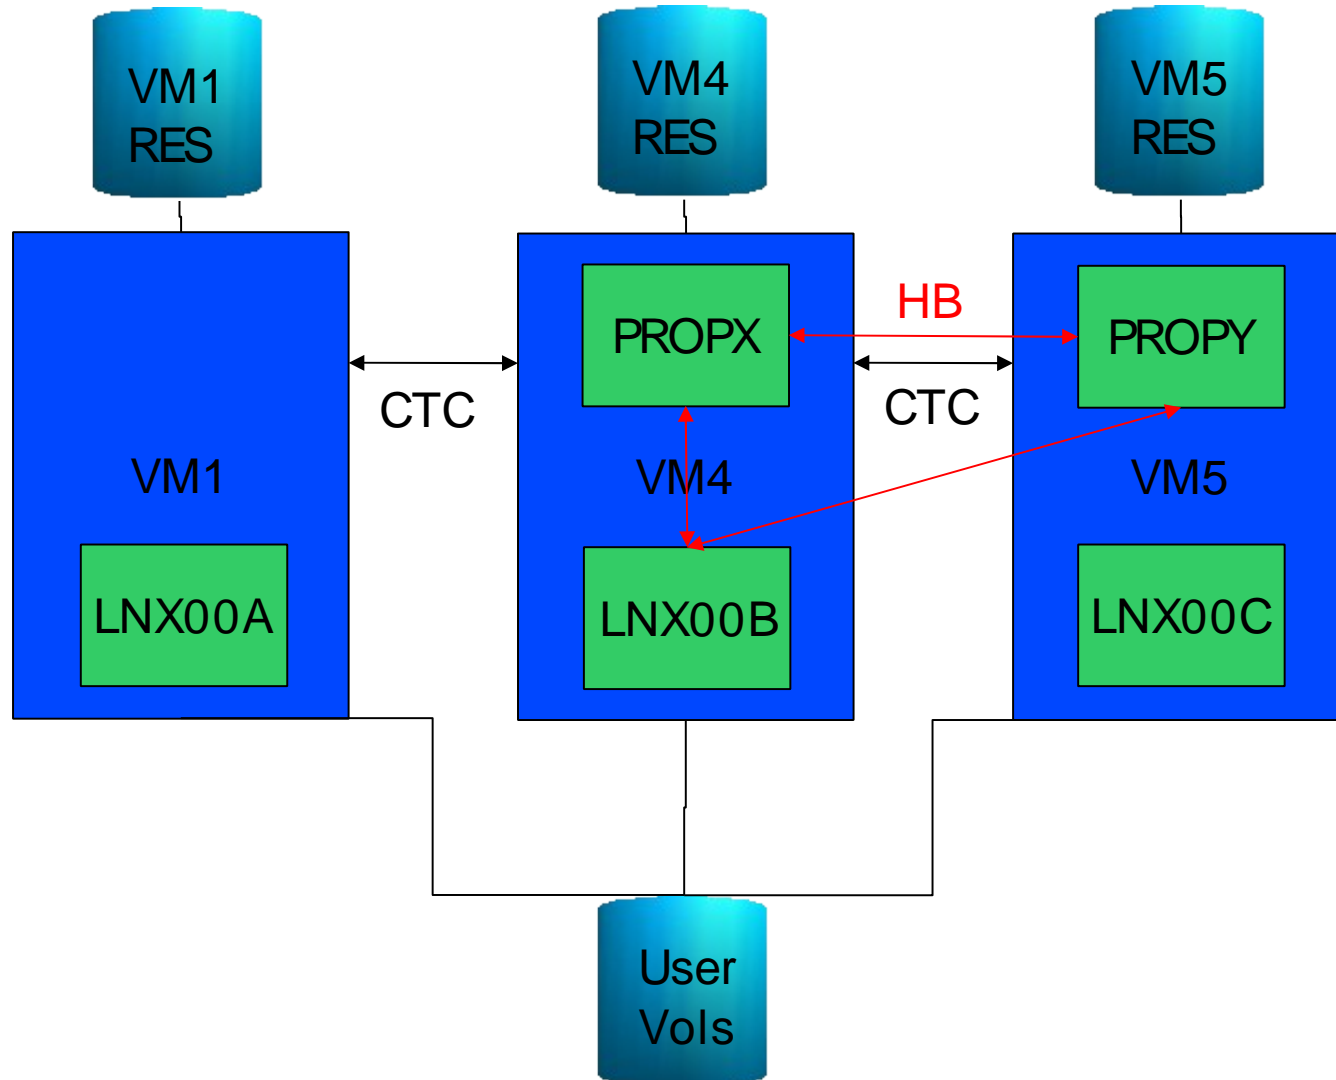 VM1
RES
VM4
RES
VM5
RES
PROPX
HB
PROPY
CTC
CTC
VM1
VM4
VM5
LNX00A
LNX00B
LNX00C
User
Vols